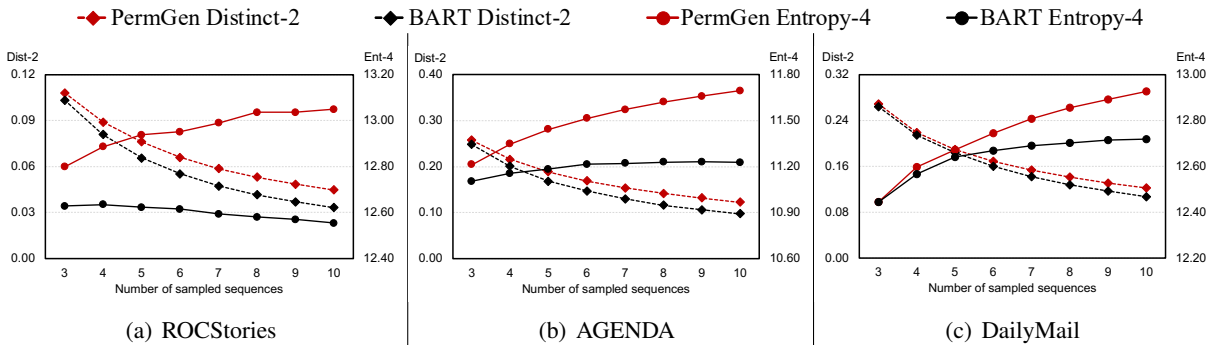 PermGen Distinct-2 BART Distinct-2 PermGen Entropy-4 BART Entropy-4
Dist-2 Ent-4
0.12 13.20
0.09 13.00
0.06 12.80
0.03 12.60
0.00 12.40
3 4 5 6 7 8 9 10
Number of sampled sequences
(a) ROCStories
Dist-2 Ent-4
0.40 11.80
0.30 11.50
0.20 11.20
0.10 10.90
0.00 10.60
3 4 5 6 7 8 9 10
Number of sampled sequences
(b) AGENDA
Dist-2 Ent-4
0.32 13.00
0.24 12.80
0.16 12.60
0.08 12.40
0.00 12.20
3 4 5 6 7 8 9 10
Number of sampled sequences
(c) DailyMail